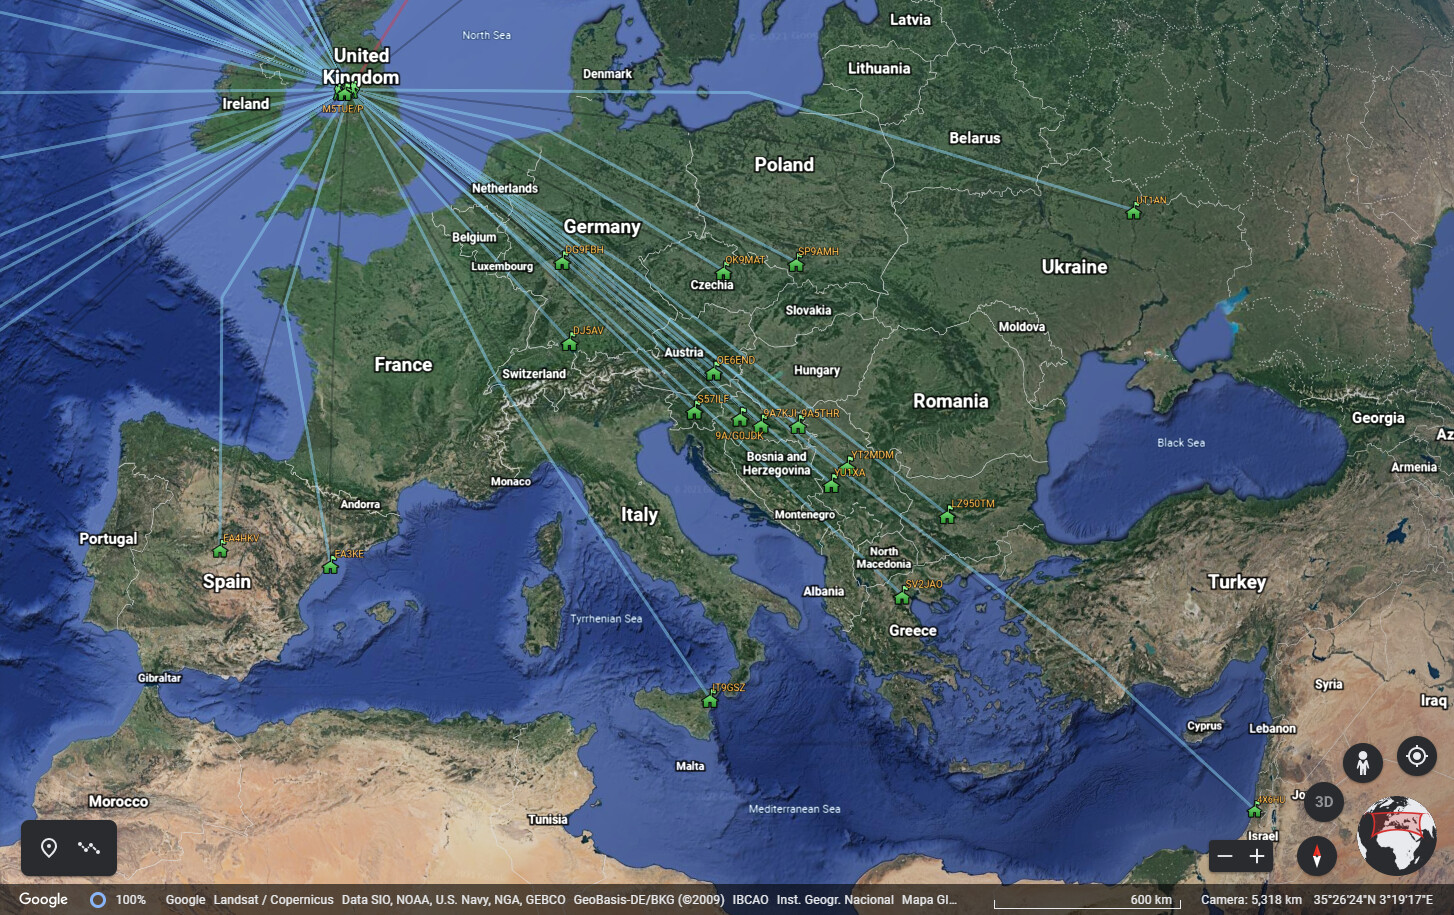 Latvia
North Sea
United
Kingdom
Denmark
Lithuania
Ireland
M5TUE/P
Belarus
Poland
Netherlands
UT1AN
Germany
Belgium
DG9FBH
SP9AMH
OK9MAT
Luxembourg
Ukraine
Czechia
Slovakia
Moldova
DJ5AV
Austria
OE6END
France
Switzerland
Hungary
Romania
S57ILF
9A7KJI
9A5THR
Georgia
9A/G0JDK
Black Sea
Az
Bosnia and
Herzegovina
YT2MDM
YU1XA
Armenia
Monaco
Andorra
LZ950TM
Italy
Montenegro
Portugal
EA4HKV
EA3KE
North
Macedonia
Spain
SV2JAO
Turkey
Albania
Tyrrhenian Sea
Greece
Gibraltar
IT9GSZ
Syria
Iraq
Cyprus
Lebanon
Malta
Morocco
Mediterranean Sea
4X6HU
Jo
3D
Tunisia
Israel
Google
100%
Google Landsat / Copernicus Data SIO, NOAA, U.S. Navy, NGA, GEBCO GeoBasis-DE/BKG (©2009) IBCAO Inst. Geogr. Nacional Mapa GI...
600 km
Camera: 5,318 km 35°26'24"N 3°19'17"E